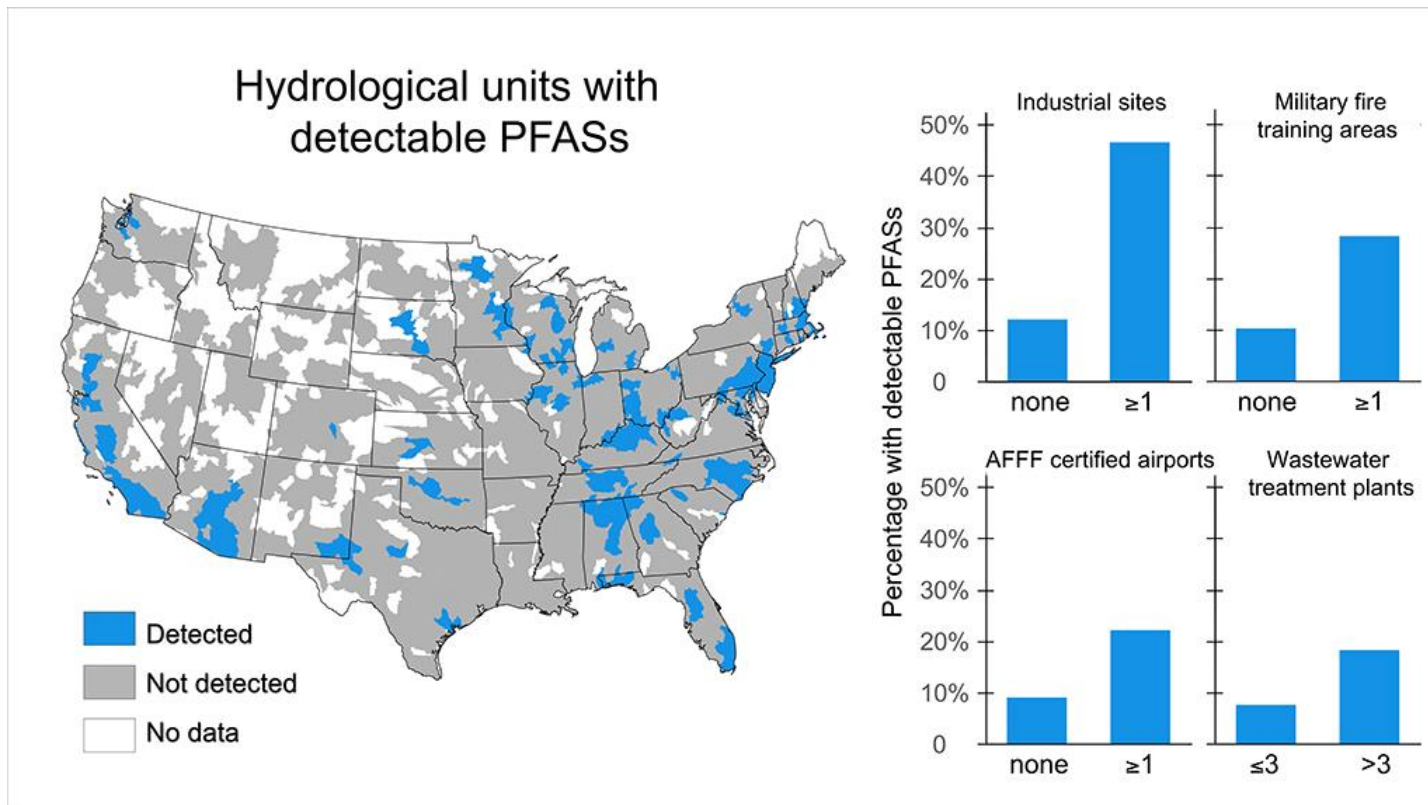 Hydrological units with
detectable PFASs
Detected
Not detected
No data
Percentage with detectable PFASs
Industrial sites
50%
40%
30%
20%
10%
0
none
≥1
Military fire
training areas
none
≥1
AFFF certified airports
50%
40%
30%
20%
10%
0
none
≥1
Wastewater
treatment plants
≤3
>3